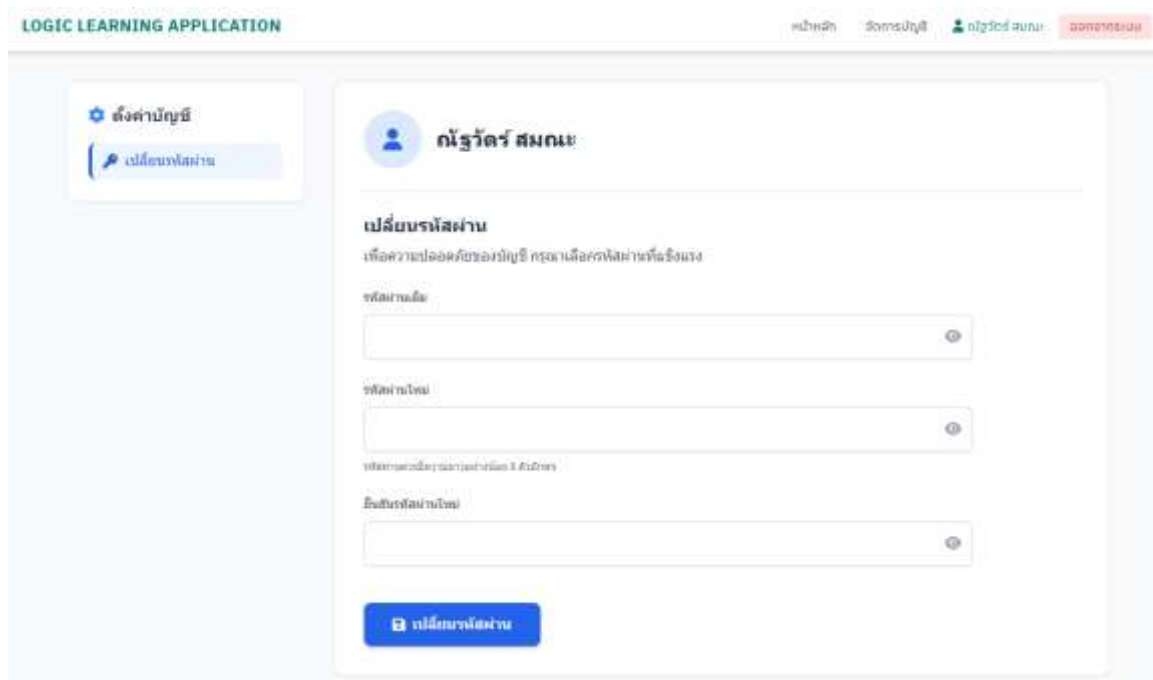 LOGIC LEARNING APPLICATION
หน้าหลัก จัดการบัญชี ณัฐวัตร์ สมณะ ออกจากระบบ
ตั้งค่าบัญชี
เปลี่ยนรหัสผ่าน
ณัฐวัตร์ สมณะ
เปลี่ยนรหัสผ่าน
เพื่อความปลอดภัยของบัญชี กรุณาเลือกรหัสผ่านที่แข็งแรง
รหัสผ่านเดิม
รหัสผ่านใหม่
ยืนยันรหัสผ่านใหม่
เปลี่ยนรหัสผ่าน